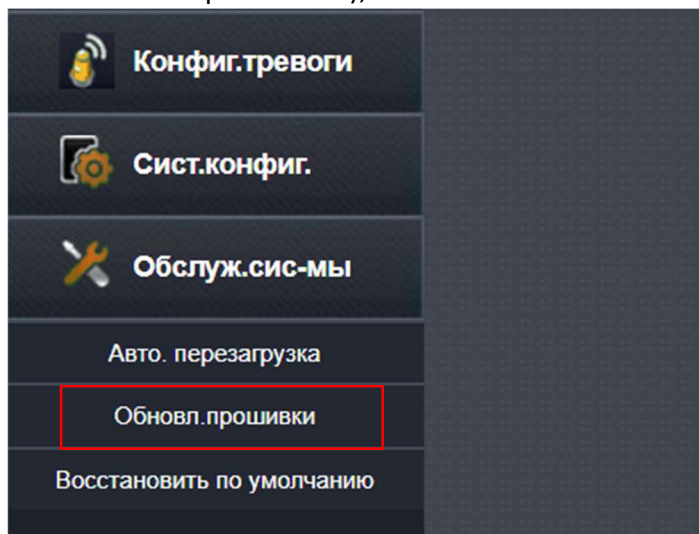 Конфиг.тревоги
Сист.конфиг.
Обслуж.сис-мы
Авто. перезагрузка
Обновл.прошивки
Восстановить по умолчанию